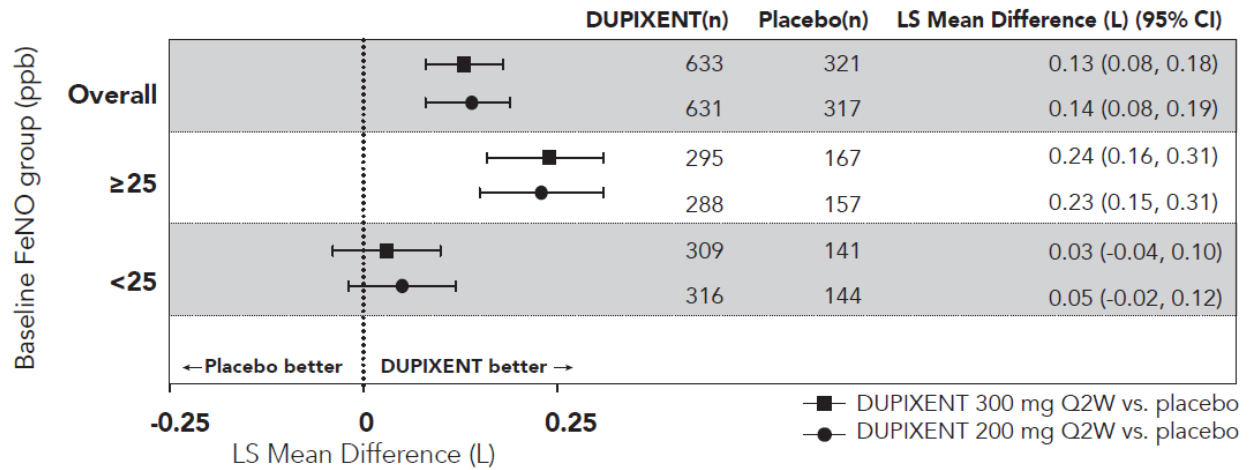 DUPIXENT(n) Placebo(n) LS Mean Difference (L) (95% CI)
Baseline FeNO group (ppb)
Overall
633 321 0.13 (0.08, 0.18)
631 317 0.14 (0.08, 0.19)
≥25
295 167 0.24 (0.16, 0.31)
288 157 0.23 (0.15, 0.31)
<25
309 141 0.03 (-0.04, 0.10)
316 144 0.05 (-0.02, 0.12)
←Placebo better DUPIXENT better →
-0.25 0 0.25
LS Mean Difference (L)
DUPIXENT 300 mg Q2W vs. placebo
DUPIXENT 200 mg Q2W vs. placebo